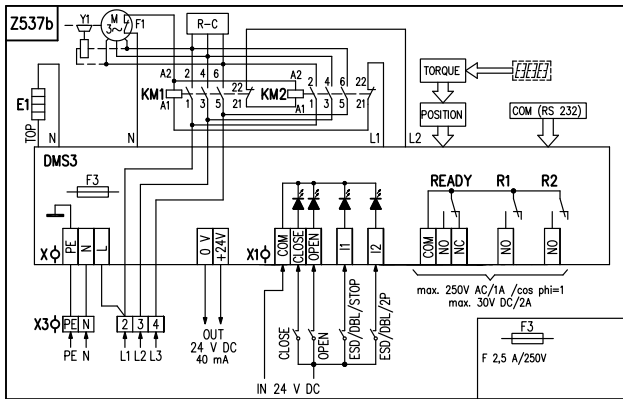 Z537b
Y1
M
3~
F1
R-C
A2
2 4 6
22
A2
2 4 6
22
KM1
KM2
A1
1 3 5
21
A1
1 3 5
21
E1
TOP
N
N
L1
L2
TORQUE
POSITION
COM (RS 232)
DMS3
F3
READY
R1
R2
X
PE
N
L
0 V
+24V
X1
COM
CLOSE
OPEN
I1
I2
COM
NO
NC
NO
NO
max. 250V AC/1A /cos phi=1
max. 30V DC/2A
X3
PE
N
2
3
4
PE N
L1 L2 L3
OUT
24 V DC
40 mA
CLOSE
OPEN
ESD/DBL/STOP
ESD/DBL/2P
IN 24 V DC
F3
F 2,5 A/250V